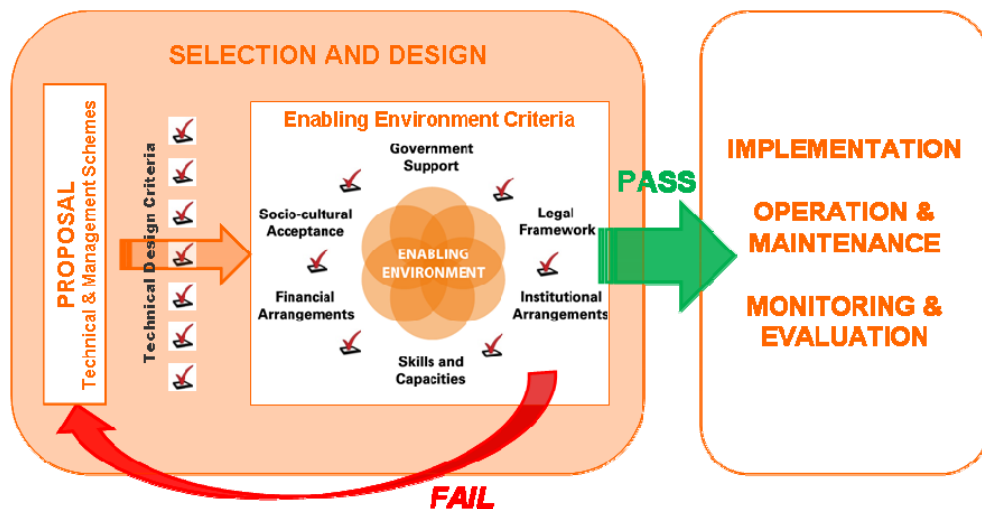 SELECTION AND DESIGN
PROPOSAL
Technical & Management Schemes
Technical Design Criteria
Enabling Environment Criteria
Government
Support
Socio-cultural
Acceptance
Legal
Framework
ENABLING
ENVIRONMENT
Financial
Arrangements
Institutional
Arrangements
Skills and
Capacities
PASS
FAIL
IMPLEMENTATION
OPERATION &
MAINTENANCE
MONITORING &
EVALUATION